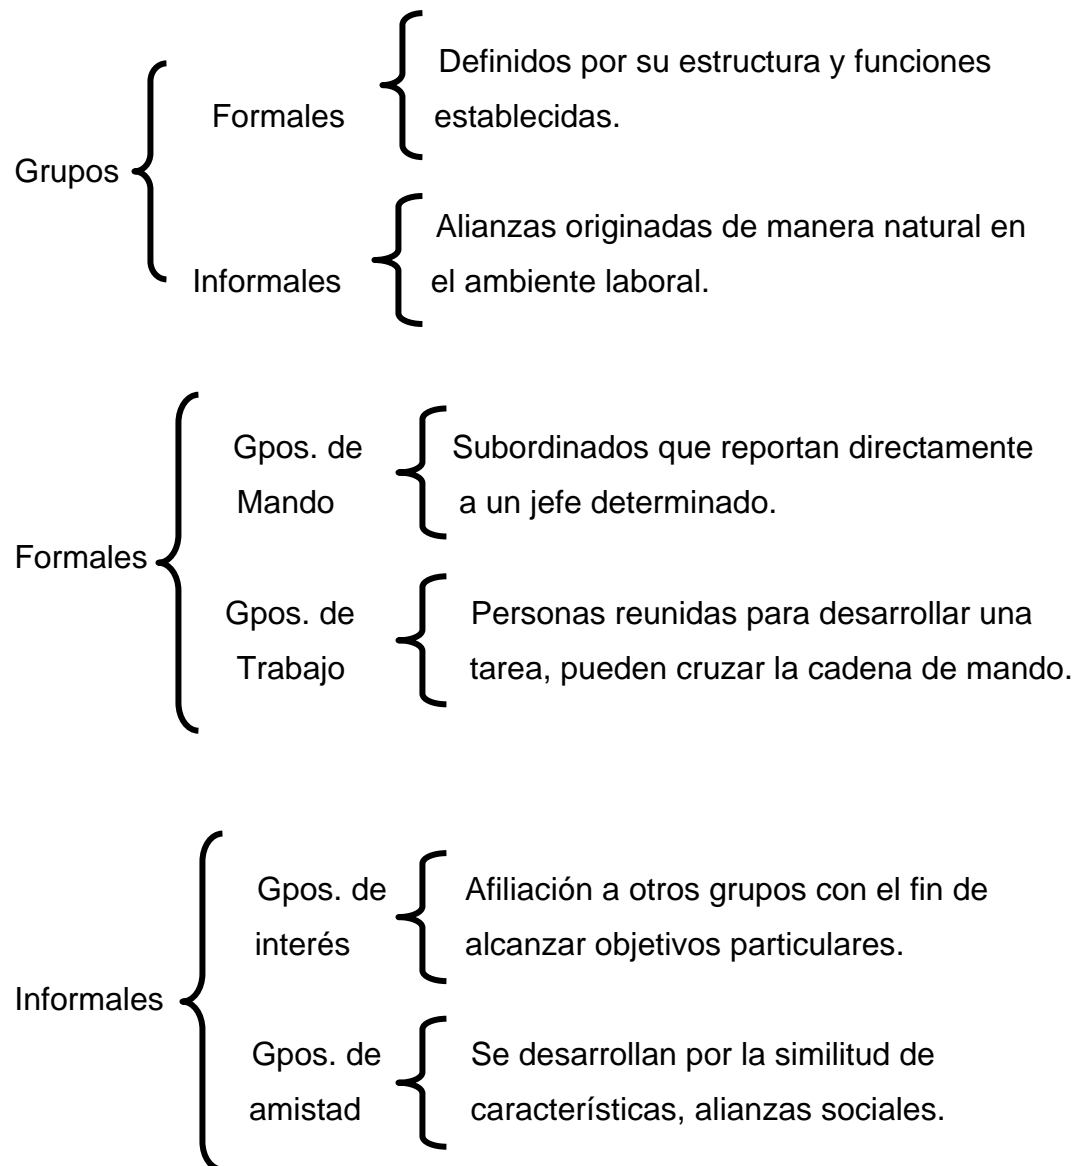 Definidos por su estructura y funciones
Formales
establecidas.
Grupos
Alianzas originadas de manera natural en
Informales
el ambiente laboral.
Gpos. de
Subordinados que reportan directamente
Mando
a un jefe determinado.
Formales
Gpos. de
Personas reunidas para desarrollar una
Trabajo
tarea, pueden cruzar la cadena de mando.
Gpos. de
Afiliación a otros grupos con el fin de
interés
alcanzar objetivos particulares.
Informales
Gpos. de
Se desarrollan por la similitud de
amistad
características, alianzas sociales.